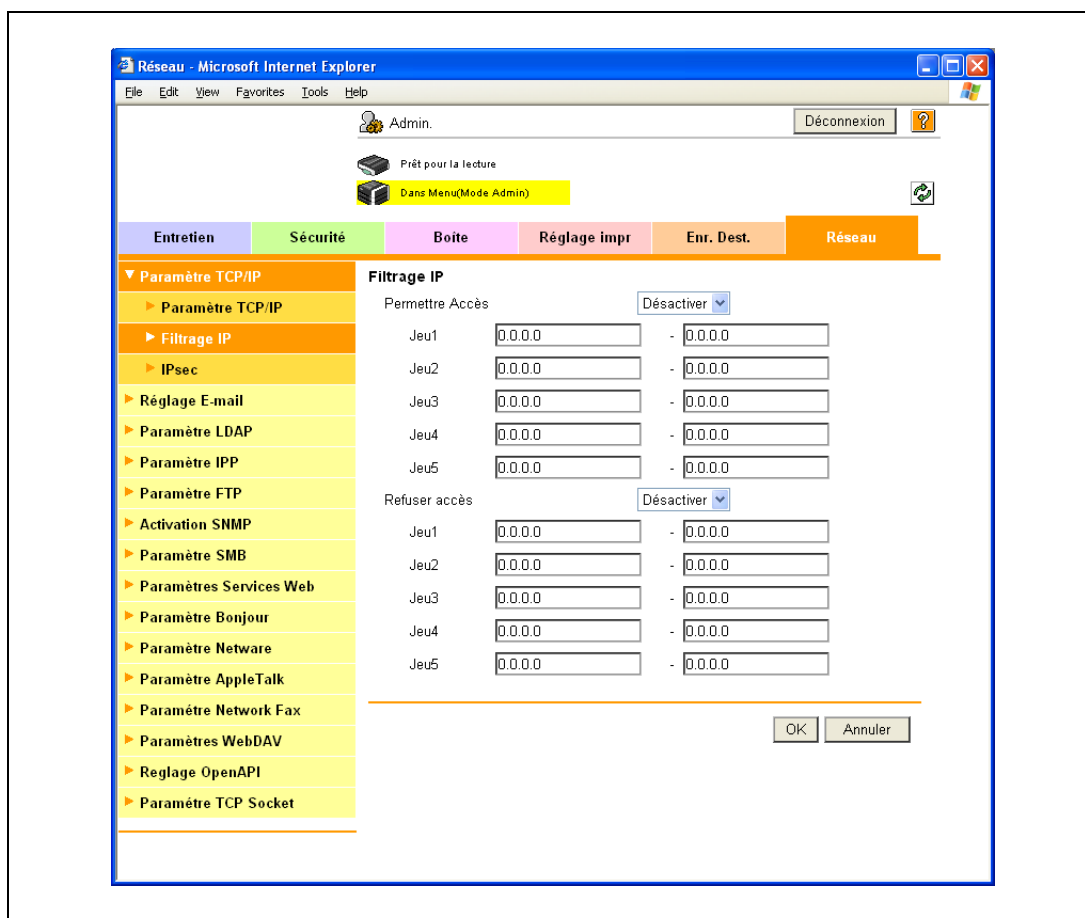 Réseau - Microsoft Internet Explorer
File Edit View Favorites Tools Help
Admin.
Déconnexion
?
Prêt pour la lecture
Dans Menu(Mode Admin)
Entretien Sécurité Boîte Réglage impr Enr. Dest. Réseau
Paramètre TCP/IP
Paramètre TCP/IP
Filtrage IP
IPsec
Réglage E-mail
Paramètre LDAP
Paramètre IPP
Paramètre FTP
Activation SNMP
Paramètre SMB
Paramètres Services Web
Paramètre Bonjour
Paramètre Netware
Paramètre AppleTalk
Paramétre Network Fax
Paramètres WebDAV
Reglage OpenAPI
Paramétre TCP Socket
Filtrage IP
Permettre Accès Désactiver
Jeu1 0.0.0.0 - 0.0.0.0
Jeu2 0.0.0.0 - 0.0.0.0
Jeu3 0.0.0.0 - 0.0.0.0
Jeu4 0.0.0.0 - 0.0.0.0
Jeu5 0.0.0.0 - 0.0.0.0
Refuser accès Désactiver
Jeu1 0.0.0.0 - 0.0.0.0
Jeu2 0.0.0.0 - 0.0.0.0
Jeu3 0.0.0.0 - 0.0.0.0
Jeu4 0.0.0.0 - 0.0.0.0
Jeu5 0.0.0.0 - 0.0.0.0
OK Annuler